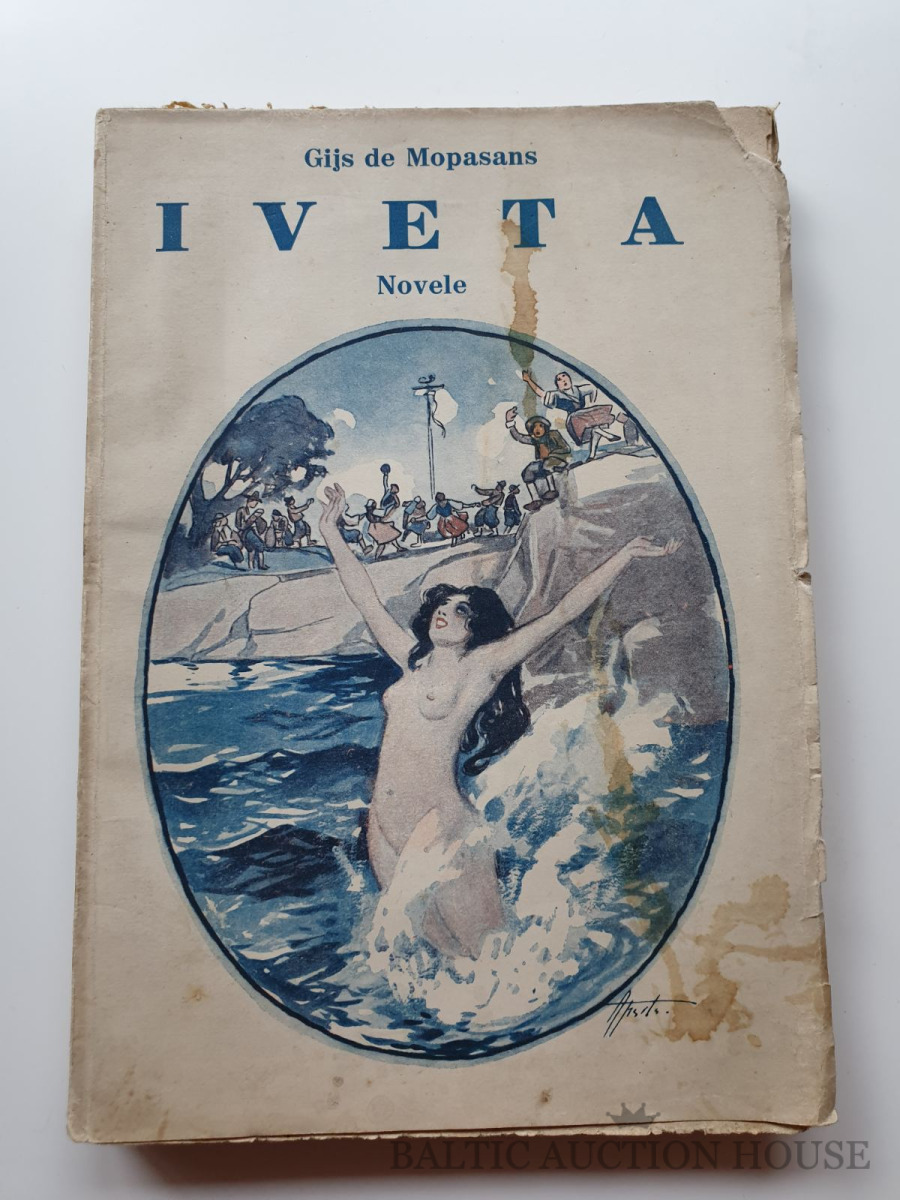 Gijs de Mopasans
IVETA
Novele
BALTIC AUCTION HOUSE